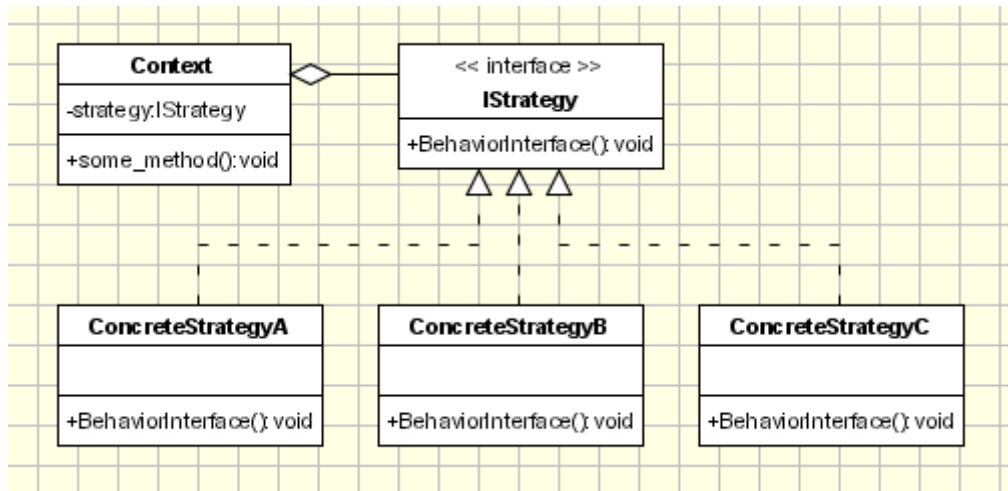 Context
-strategy:IStrategy
+some_method():void
<< interface >>
IStrategy
+BehaviorInterface():void
ConcreteStrategyA
+BehaviorInterface():void
ConcreteStrategyB
+BehaviorInterface():void
ConcreteStrategyC
+BehaviorInterface():void